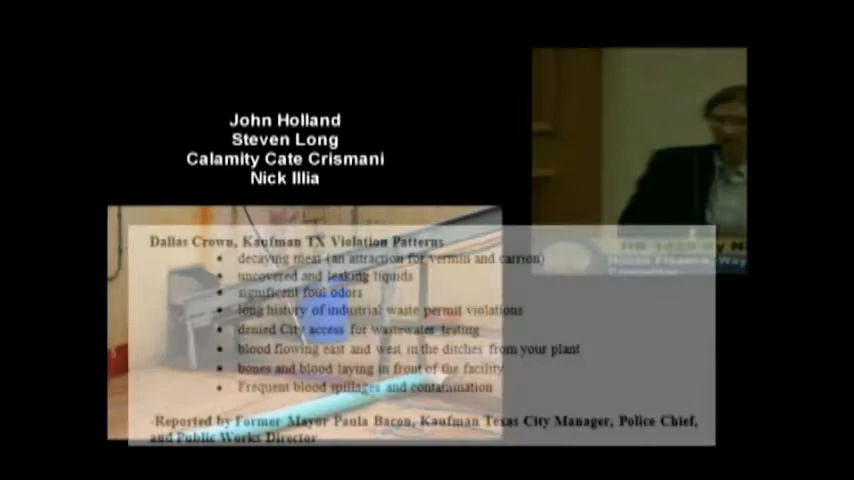 John Holland
Steven Long
Calamity Cate Crismani
Nick Illia
Dallas Crown, Kaufman TX Violation Patterns
• decaying meat (an attraction for vermin and carrion)
• uncovered and leaking liquids
• significant foul odors
• long history of industrial waste permit violations
• denied City access for wastewater testing
• blood flowing east and west in the ditches from your plant
• bones and blood laying in front of the facility
• Frequent blood spillages and contamination
-Reported by Former Mayor Paula Bacon, Kaufman Texas City Manager, Police Chief,
and Public Works Director
House Finance, Way
Committee